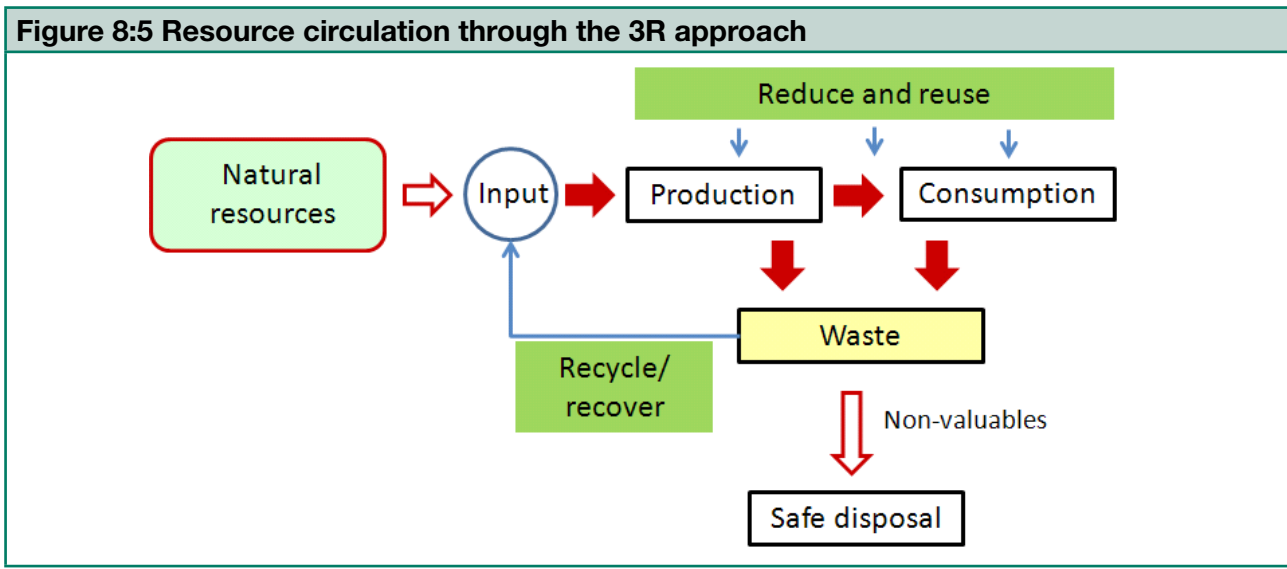 Figure 8:5 Resource circulation through the 3R approach
Reduce and reuse
Natural
resources
Input
Production
Consumption
Waste
Recycle/
recover
Non-valuables
Safe disposal